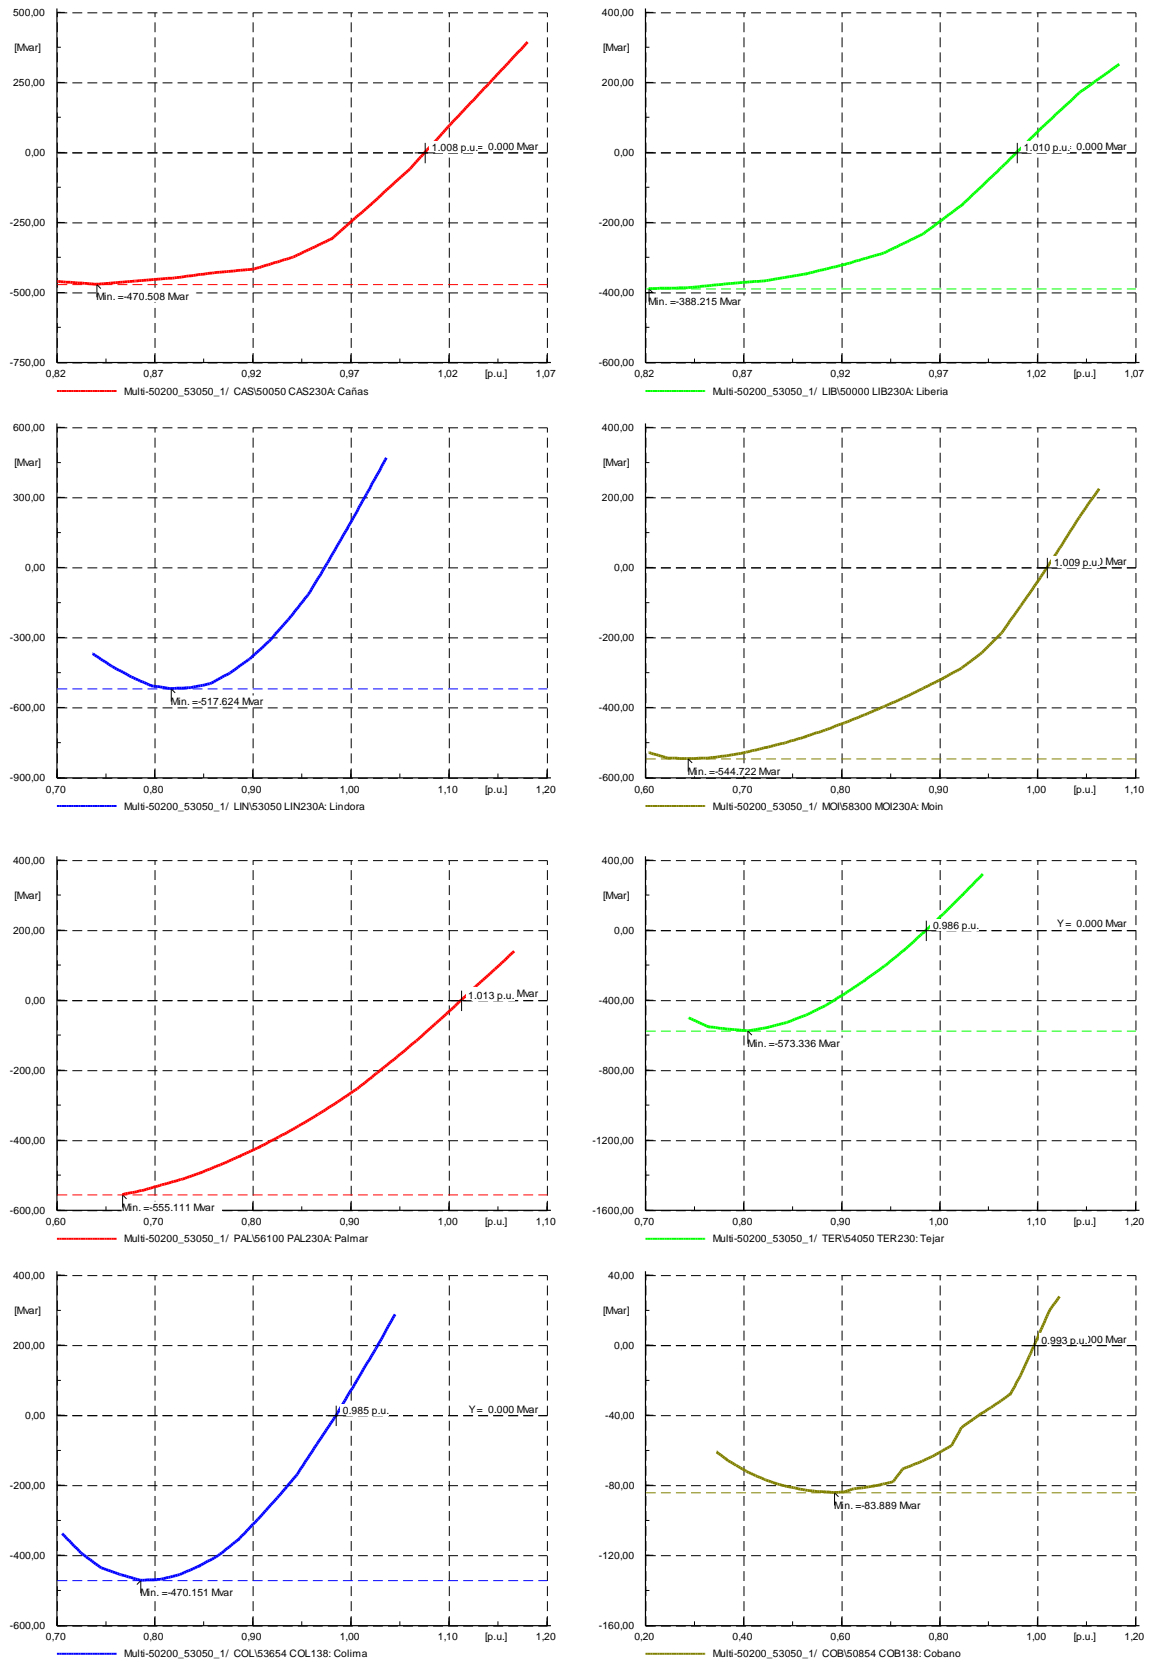 500,00
[Mvar]
250,00
0,00
-250,00
-500,00
-750,00
0,82 0,87 0,92 0,97 1,02 [p.u.] 1,07
1.008 p.u.= 0.000 Mvar
Min. =-470.508 Mvar
Multi-50200_53050_1/ CAS\50050 CAS230A: Cañas
400,00
[Mvar]
200,00
0,00
-200,00
-400,00
-600,00
0,82 0,87 0,92 0,97 1,02 [p.u.] 1,07
1.010 p.u.: 0.000 Mvar
Min. =-388.215 Mvar
Multi-50200_53050_1/ LIB\50000 LIB230A: Liberia
600,00
[Mvar]
300,00
0,00
-300,00
-600,00
-900,00
0,70 0,80 0,90 1,00 1,10 [p.u.] 1,20
Min. =-517.624 Mvar
Multi-50200_53050_1/ LIN\53050 LIN230A: Lindora
400,00
[Mvar]
200,00
0,00
-200,00
-400,00
-600,00
0,60 0,70 0,80 0,90 1,00 [p.u.] 1,10
1.009 p.u.) Mvar
Min. =-544.722 Mvar
Multi-50200_53050_1/ MOI\58300 MOI230A: Moin
400,00
[Mvar]
200,00
0,00
-200,00
-400,00
-600,00
0,60 0,70 0,80 0,90 1,00 [p.u.] 1,10
1.013 p.u. Mvar
Min. =-555.111 Mvar
Multi-50200_53050_1/ PAL\56100 PAL230A: Palmar
400,00
[Mvar]
0,00
-400,00
-800,00
-1200,00
-1600,00
0,70 0,80 0,90 1,00 1,10 [p.u.] 1,20
0.986 p.u. Y = 0.000 Mvar
Min. =-573.336 Mvar
Multi-50200_53050_1/ TER\54050 TER230: Tejar
400,00
[Mvar]
200,00
0,00
-200,00
-400,00
-600,00
0,70 0,80 0,90 1,00 1,10 [p.u.] 1,20
0.985 p.u. Y = 0.000 Mvar
Min. =-470.151 Mvar
Multi-50200_53050_1/ COL\53654 COL138: Colima
40,00
[Mvar]
0,00
-40,00
-80,00
-120,00
-160,00
0,20 0,40 0,60 0,80 1,00 [p.u.] 1,20
0.993 p.u.)00 Mvar
Min. =-83.889 Mvar
Multi-50200_53050_1/ COB\50854 COB138: Cobano